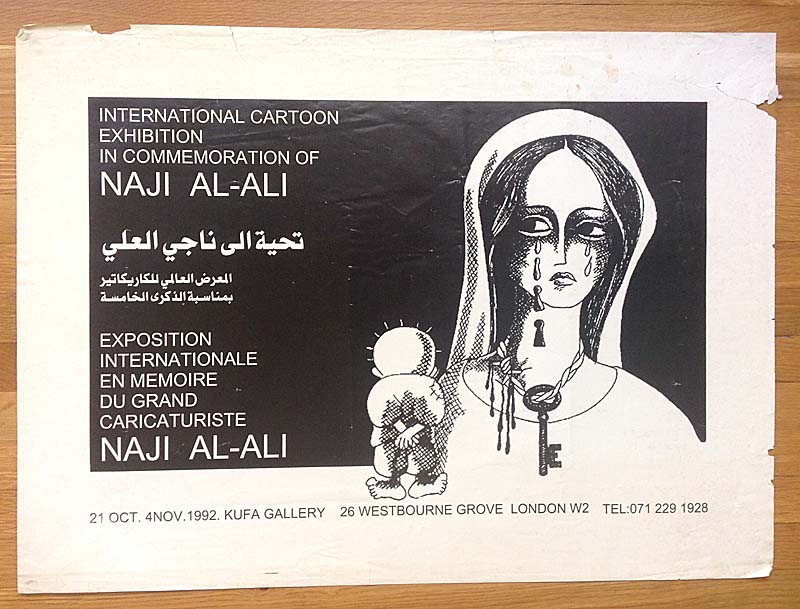 INTERNATIONAL CARTOON
EXHIBITION
IN COMMEMORATION OF
NAJI AL-ALI
تحية الى ناجي العلي
المعرض العالمي للكاريكاتير
بمناسبة الذكرى الخامسة
EXPOSITION
INTERNATIONALE
EN MEMOIRE
DU GRAND
CARICATURISTE
NAJI AL-ALI
21 OCT. 4NOV.1992. KUFA GALLERY 26 WESTBOURNE GROVE LONDON W2 TEL:071 229 1928